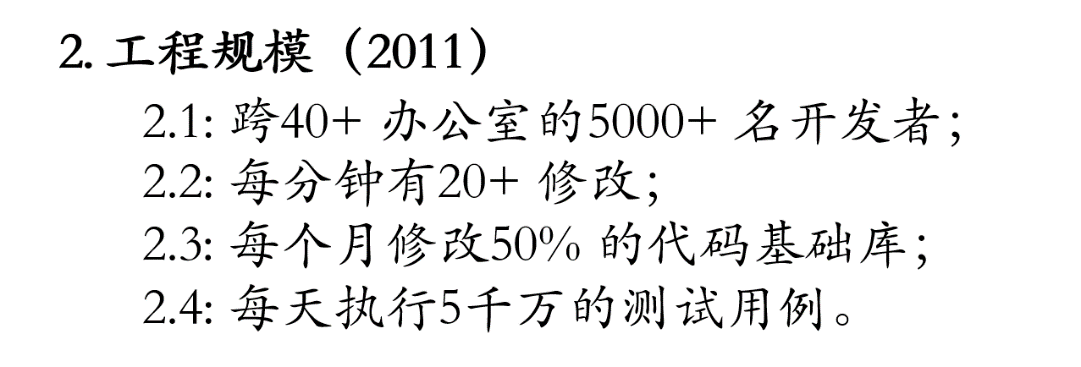 2. 工程规模（2011）
2.1: 跨40+ 办公室的5000+ 名开发者；
2.2: 每分钟有20+ 修改；
2.3: 每个月修改50% 的代码基础库；
2.4: 每天执行5千万的测试用例。